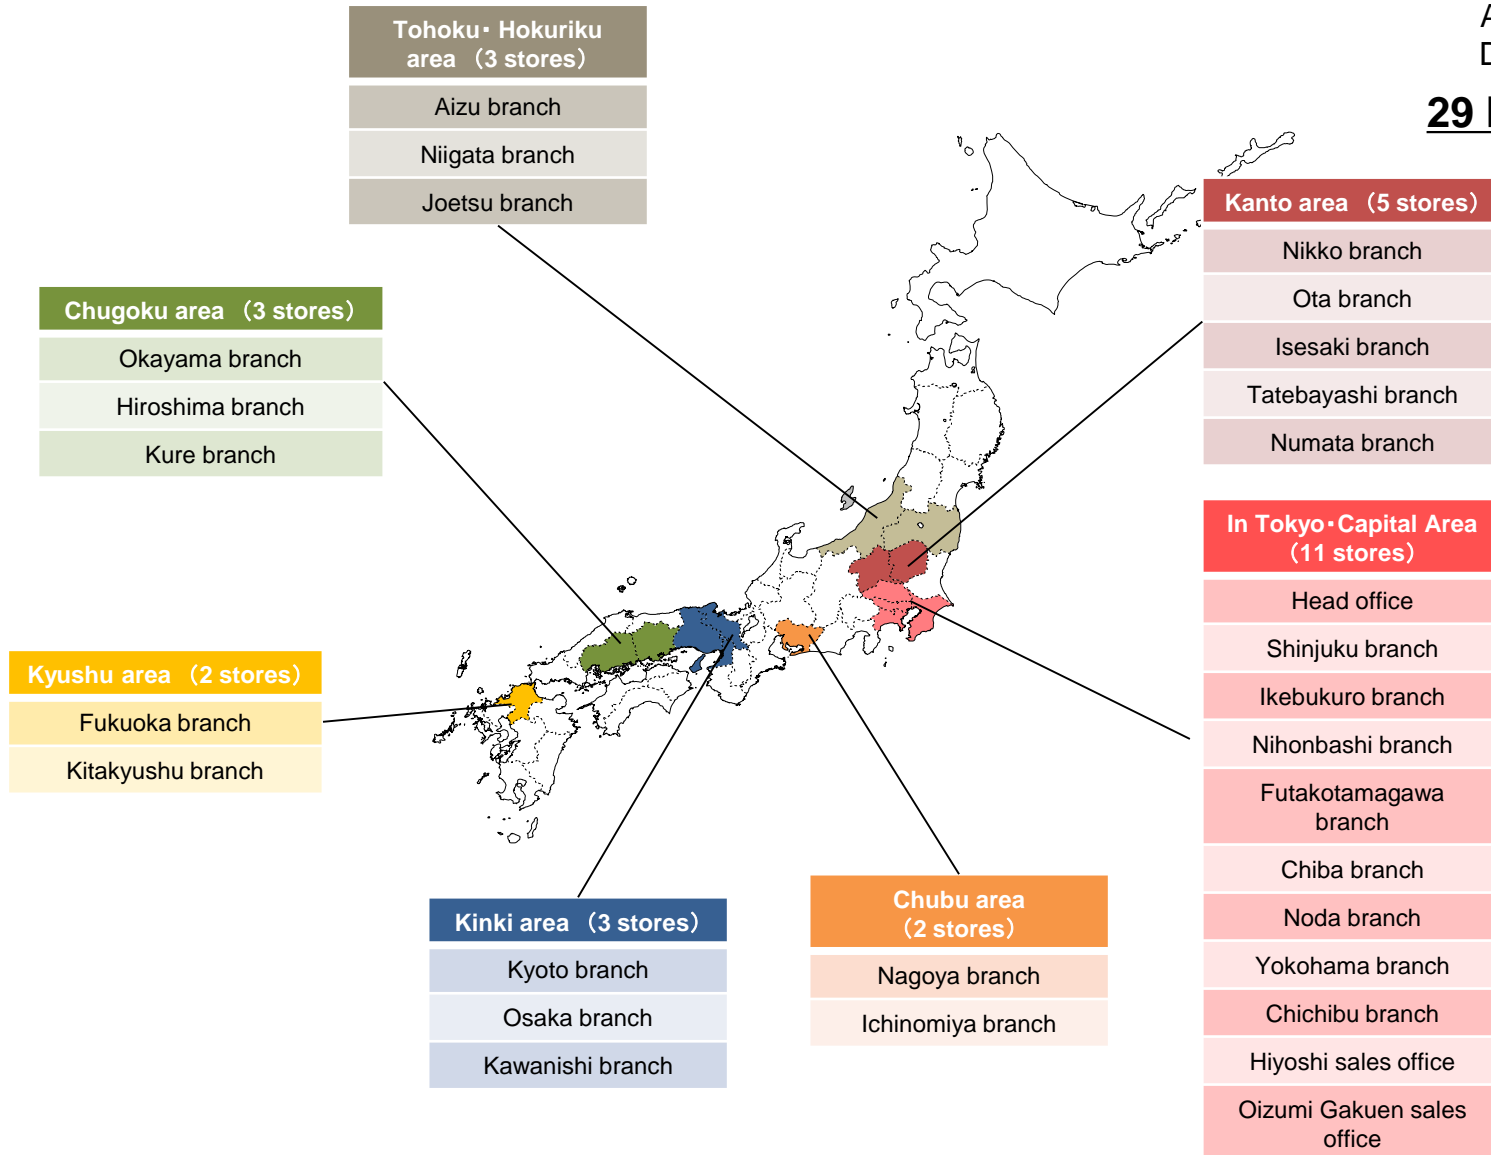 Tohoku・Hokuriku
area （3 stores）
Aizu branch
Niigata branch
Joetsu branch
29
Kanto area （5 stores）
Nikko branch
Ota branch
Isesaki branch
Tatebayashi branch
Numata branch
Chugoku area （3 stores）
Okayama branch
Hiroshima branch
Kure branch
In Tokyo・Capital Area
（11 stores）
Head office
Shinjuku branch
Ikebukuro branch
Nihonbashi branch
Futakotamagawa
branch
Chiba branch
Noda branch
Yokohama branch
Chichibu branch
Hiyoshi sales office
Oizumi Gakuen sales
office
Kyushu area （2 stores）
Fukuoka branch
Kitakyushu branch
Kinki area （3 stores）
Kyoto branch
Osaka branch
Kawanishi branch
Chubu area
（2 stores）
Nagoya branch
Ichinomiya branch